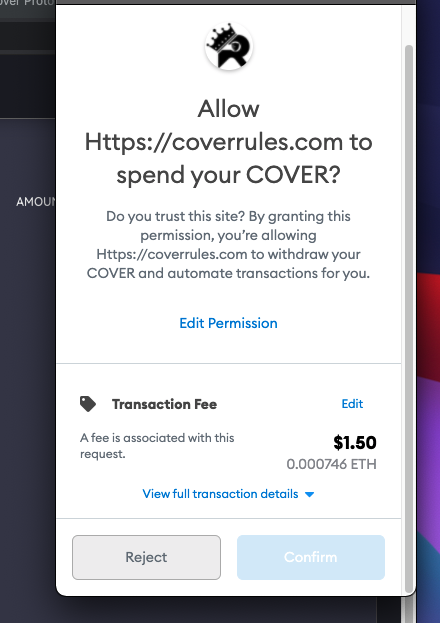 over Proto
Allow
Https://coverrules.com to
spend your COVER?
AMOUN
Do you trust this site? By granting this
permission, you're allowing
Https://coverrules.com to withdraw your
COVER and automate transactions for you.
Edit Permission
Transaction Fee
Edit
A fee is associated with this
request.
$1.50
0.000746 ETH
View full transaction details
Reject
Confirm